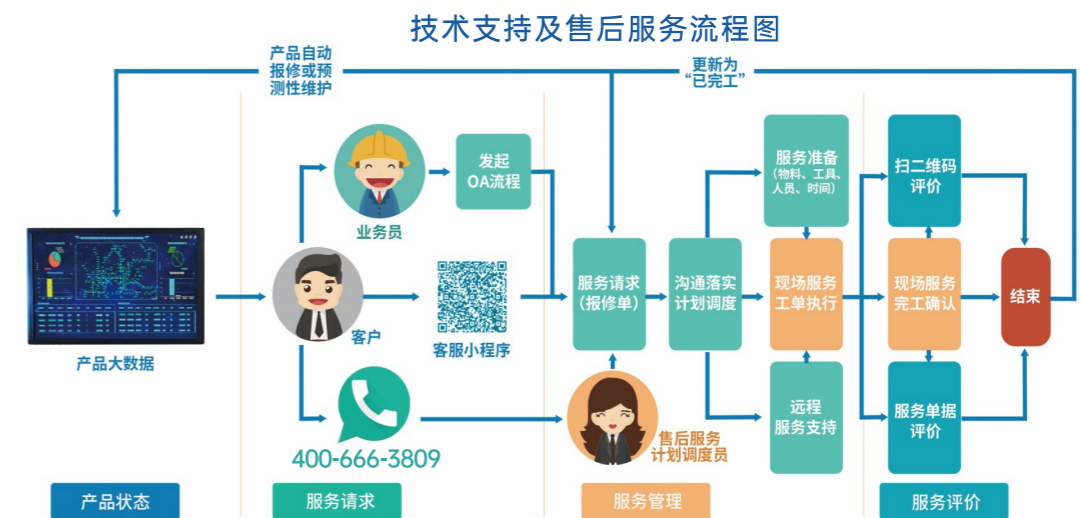 技术支持及售后服务流程图
产品自动
报修或预
测性维护
更新为
“已完工”
发起
OA流程
业务员
服务准备
(物料、工具、
人员、时间)
扫二维码
评价
服务请求
(报修单)
沟通落实
计划调度
现场服务
工单执行
现场服务
完工确认
结束
客户
客服小程序
产品大数据
远程
服务支持
服务单据
评价
售后服务
计划调度员
400-666-3809
产品状态
服务请求
服务管理
服务评价